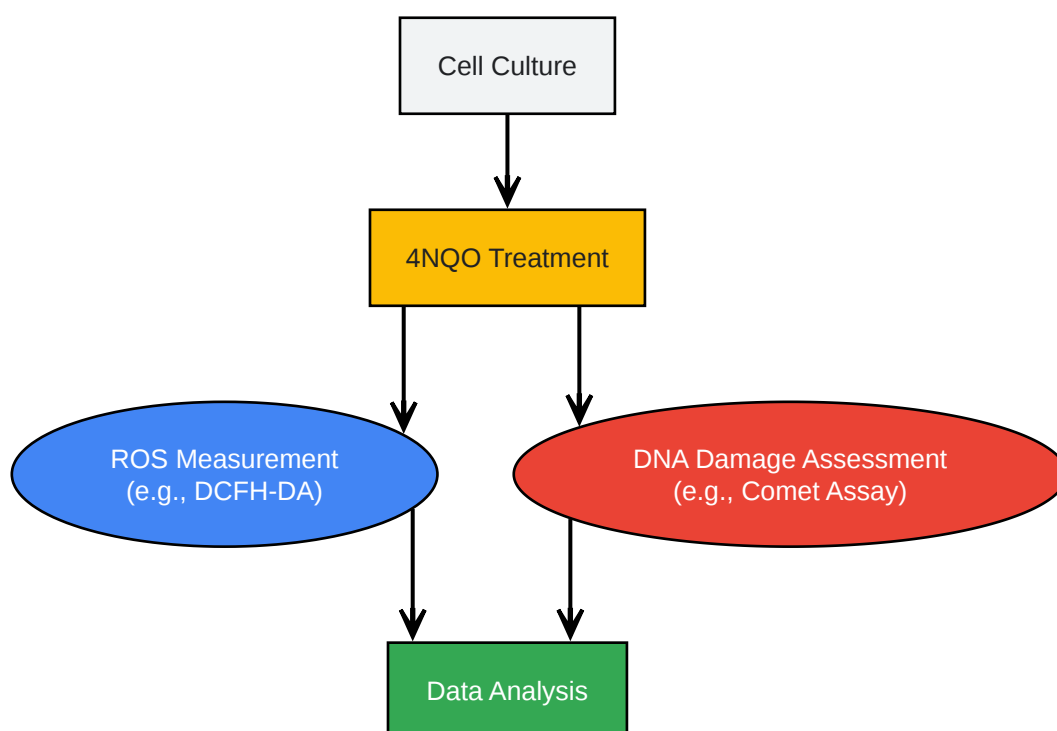 Cell Culture
4NQO Treatment
ROS Measurement
(e.g., DCFH-DA)
DNA Damage Assessment
(e.g., Comet Assay)
Data Analysis